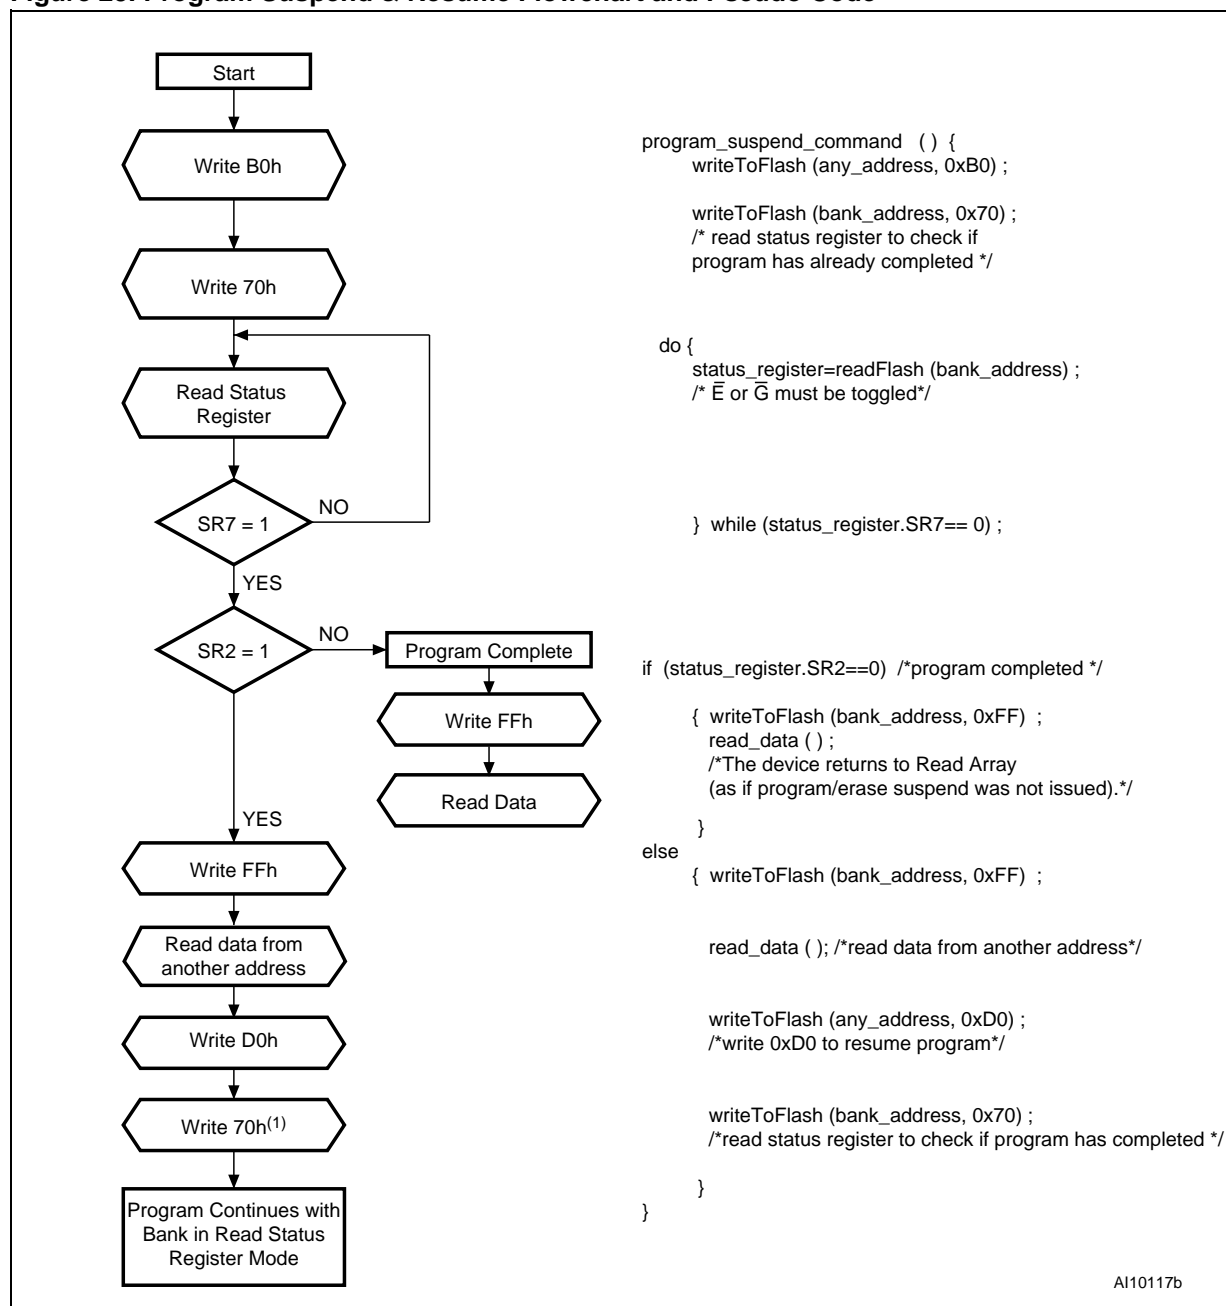 Start
Write B0h
Write 70h
Read Status
Register
SR7 = 1
NO
YES
SR2 = 1
NO
Program Complete
Write FFh
Read Data
YES
Write FFh
Read data from
another address
Write D0h
Write 70h(1)
Program Continues with
Bank in Read Status
Register Mode
program_suspend_command ( ) {
writeToFlash (any_address, 0xB0) ;
writeToFlash (bank_address, 0x70) ;
/* read status register to check if
program has already completed */
do {
status_register=readFlash (bank_address) ;
/* E̅ or G̅ must be toggled*/
} while (status_register.SR7== 0) ;
if (status_register.SR2==0) /*program completed */
{ writeToFlash (bank_address, 0xFF) ;
read_data ( ) ;
/*The device returns to Read Array
(as if program/erase suspend was not issued).*/
}
else
{ writeToFlash (bank_address, 0xFF) ;
read_data ( ); /*read data from another address*/
writeToFlash (any_address, 0xD0) ;
/*write 0xD0 to resume program*/
writeToFlash (bank_address, 0x70) ;
/*read status register to check if program has completed */
}
}
AI10117b